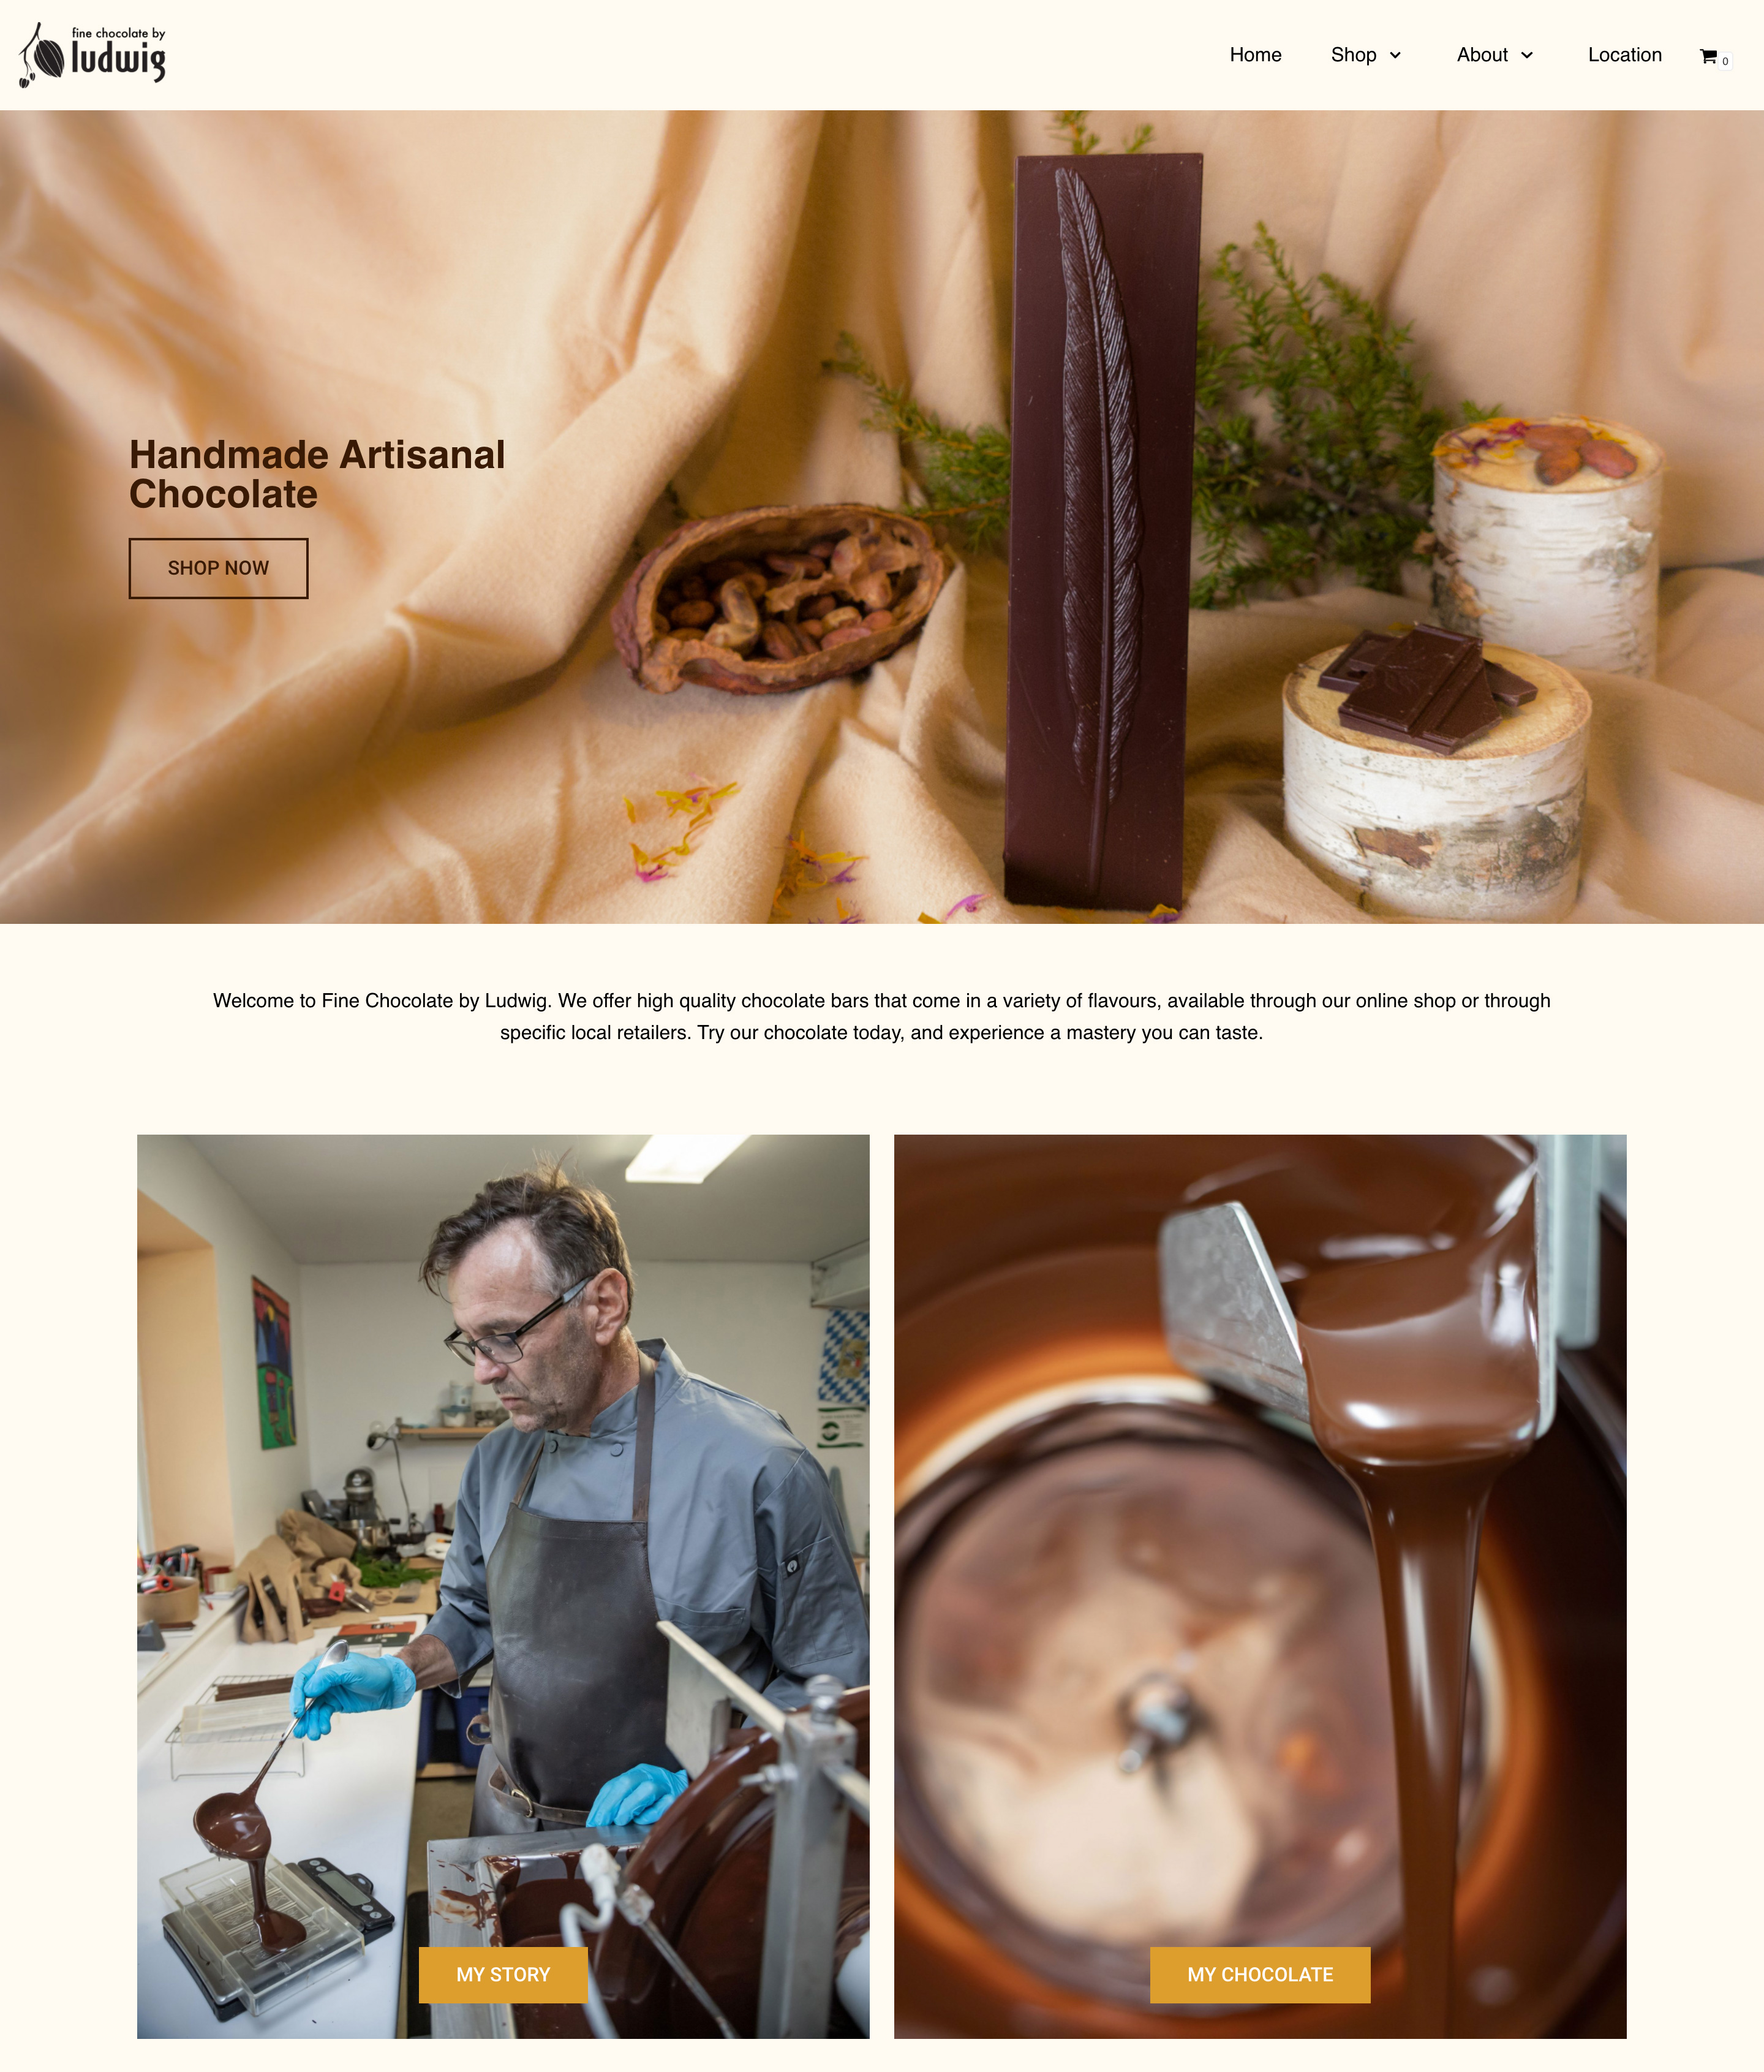 fine chocolate by
ludwig
Home
Shop
About
Location
0
Handmade Artisanal
Chocolate
SHOP NOW
Welcome to Fine Chocolate by Ludwig. We offer high quality chocolate bars that come in a variety of flavours, available through our online shop or through
specific local retailers. Try our chocolate today, and experience a mastery you can taste.
MY STORY
MY CHOCOLATE